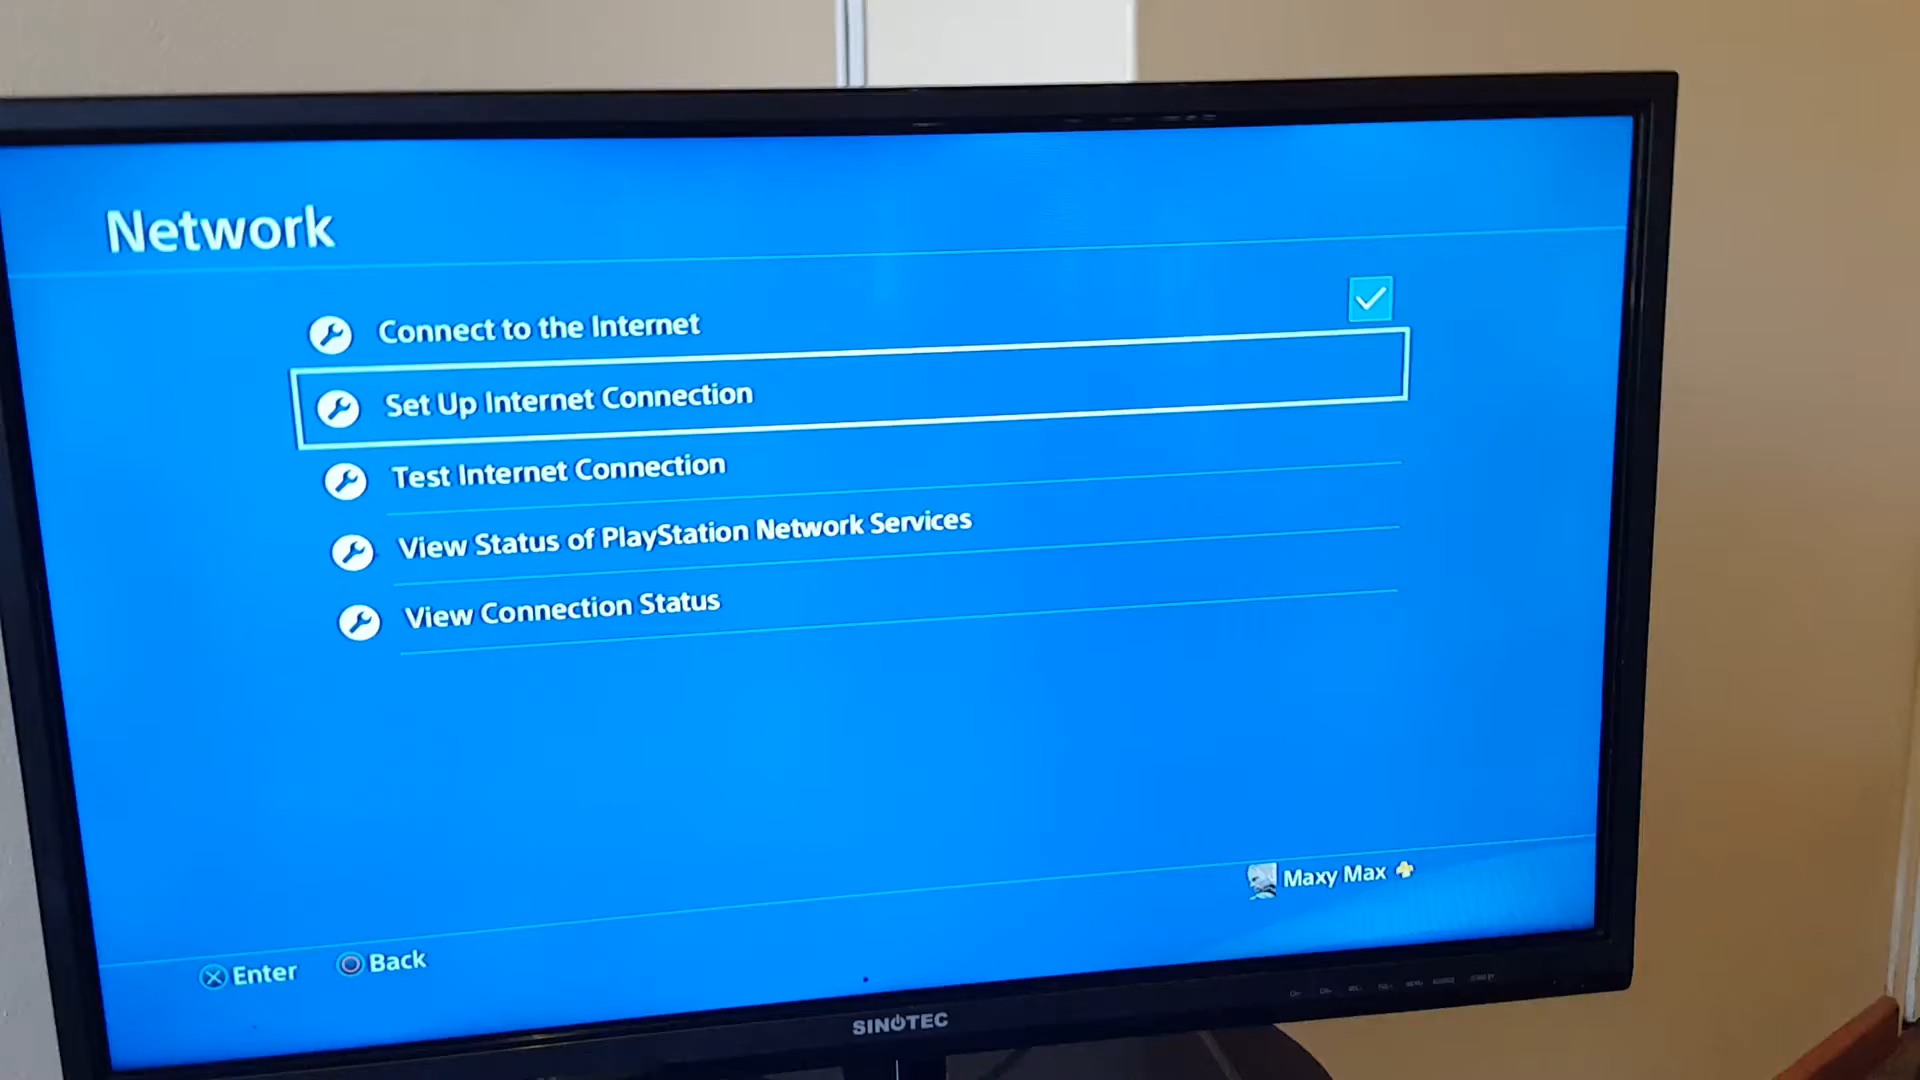 Network
Connect to the Internet
Set Up Internet Connection
Test Internet Connection
View Status of PlayStation Network Services
View Connection Status
Maxy Max
Enter
Back
SINOTEC